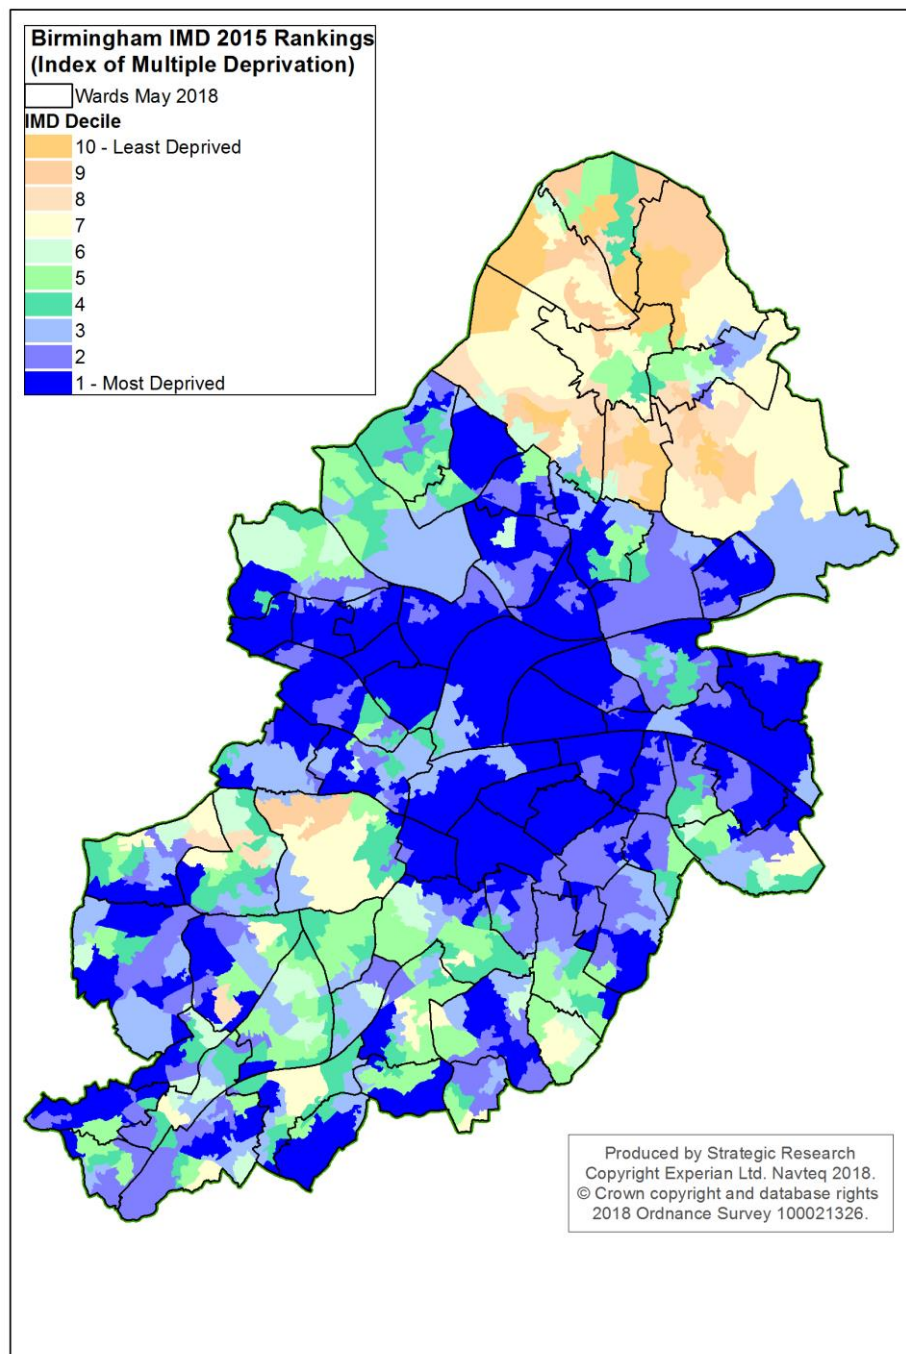 Birmingham IMD 2015 Rankings
(Index of Multiple Deprivation)
Wards May 2018
IMD Decile
10 - Least Deprived
9
8
7
6
5
4
3
2
1 - Most Deprived
Produced by Strategic Research
Copyright Experian Ltd. Navteq 2018.
© Crown copyright and database rights
2018 Ordnance Survey 100021326.